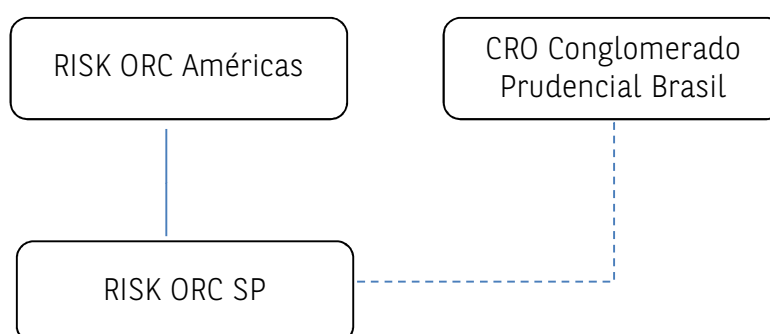 RISK ORC Américas
CRO Conglomerado
Prudencial Brasil
RISK ORC SP